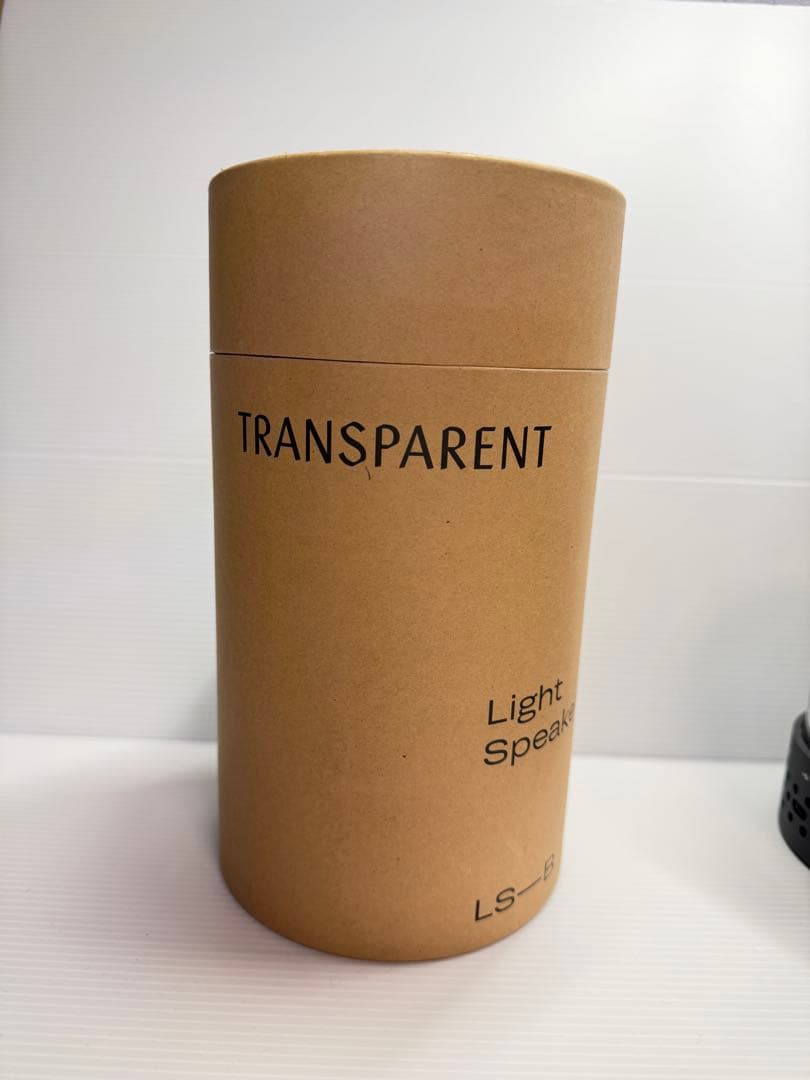 TRANSPARENT
Light
Speake
LS—B